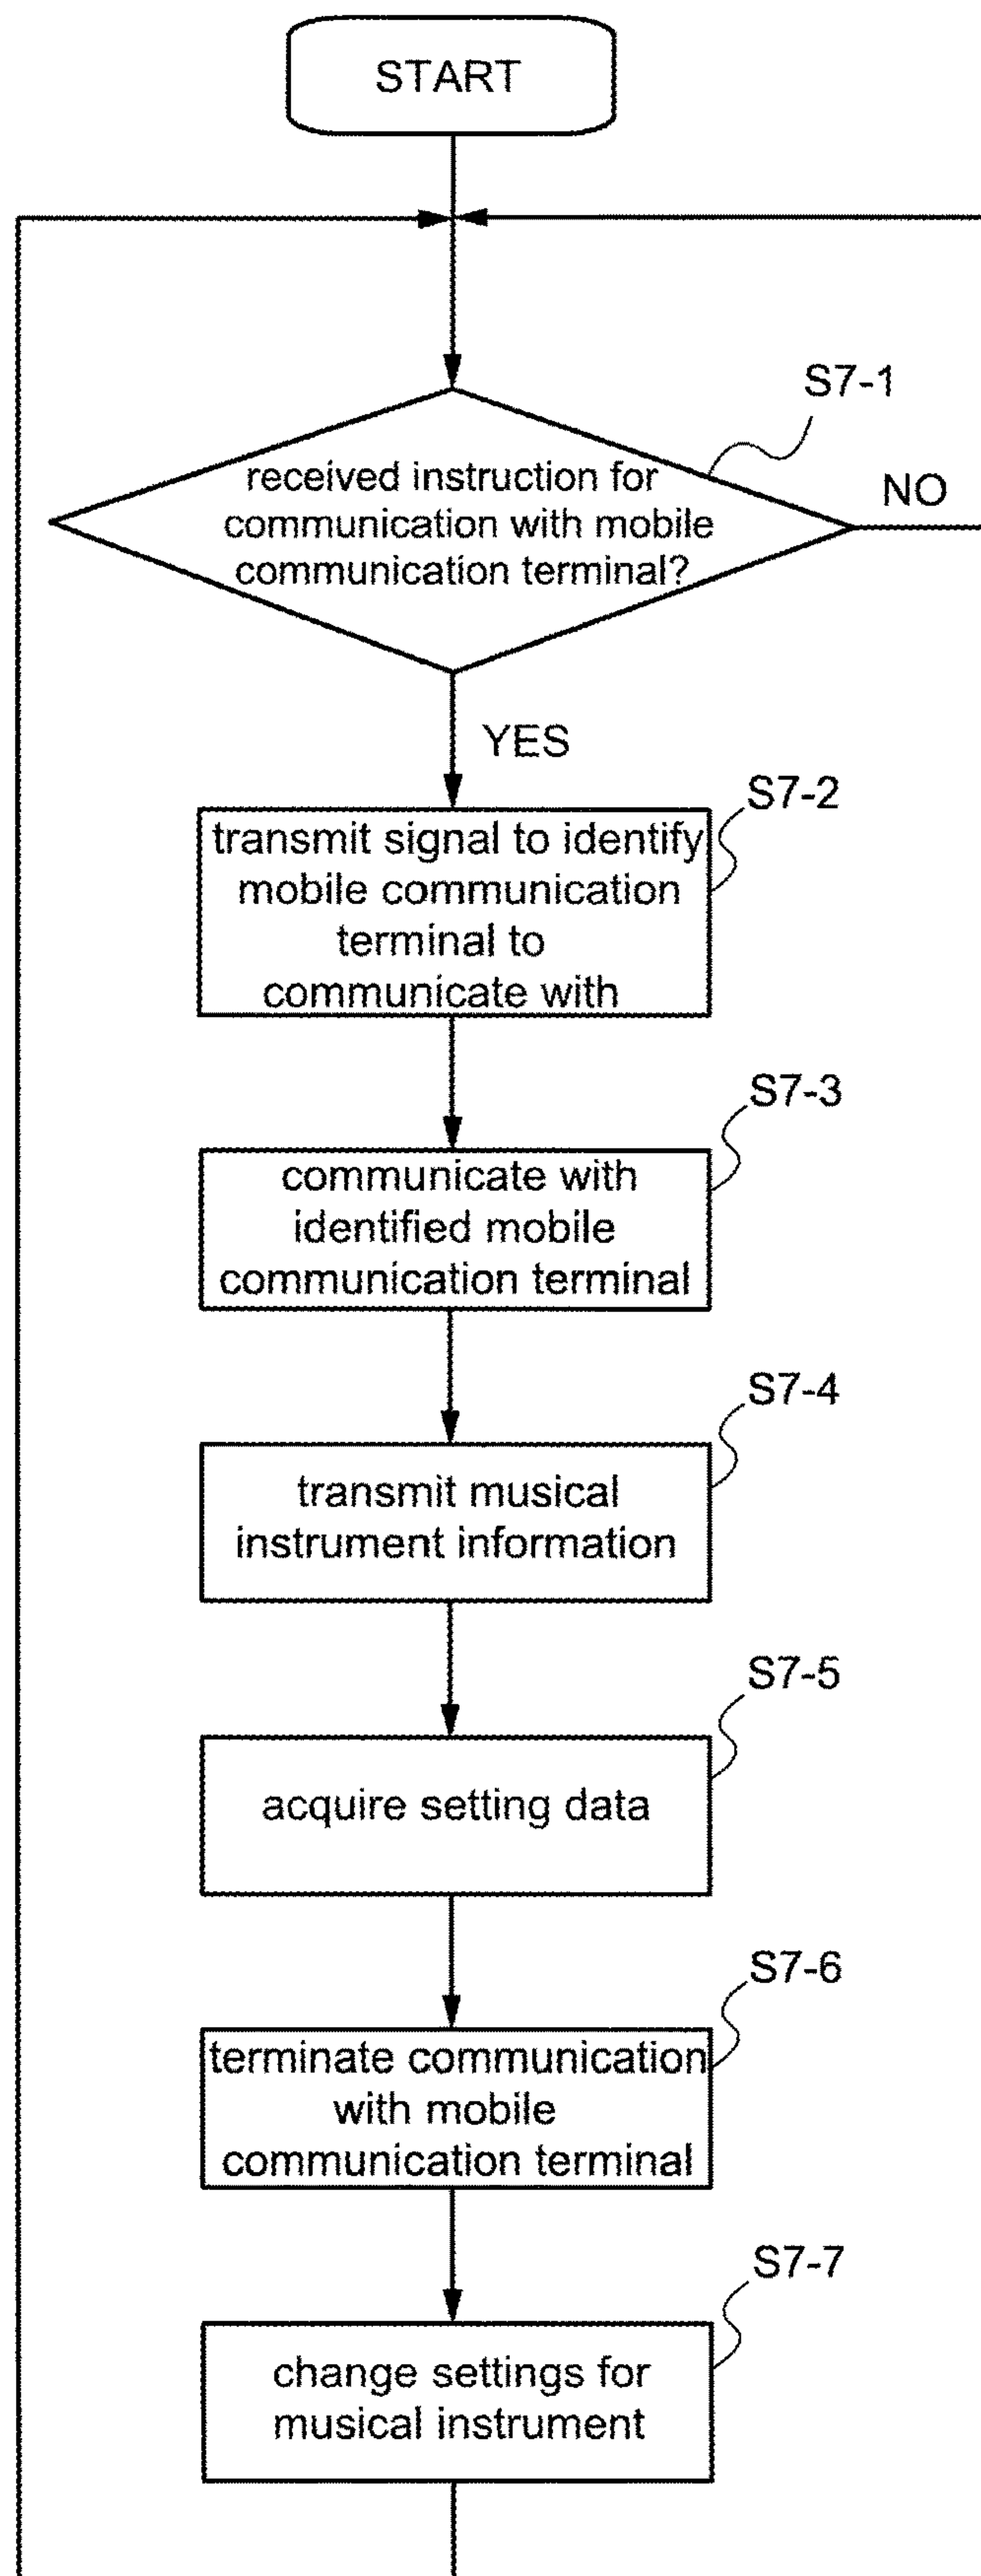 START
S7-1
received instruction for
communication with mobile
communication terminal?
NO
YES
S7-2
transmit signal to identify
mobile communication
terminal to
communicate with
S7-3
communicate with
identified mobile
communication terminal
S7-4
transmit musical
instrument information
S7-5
acquire setting data
S7-6
terminate communication
with mobile
communication terminal
S7-7
change settings for
musical instrument